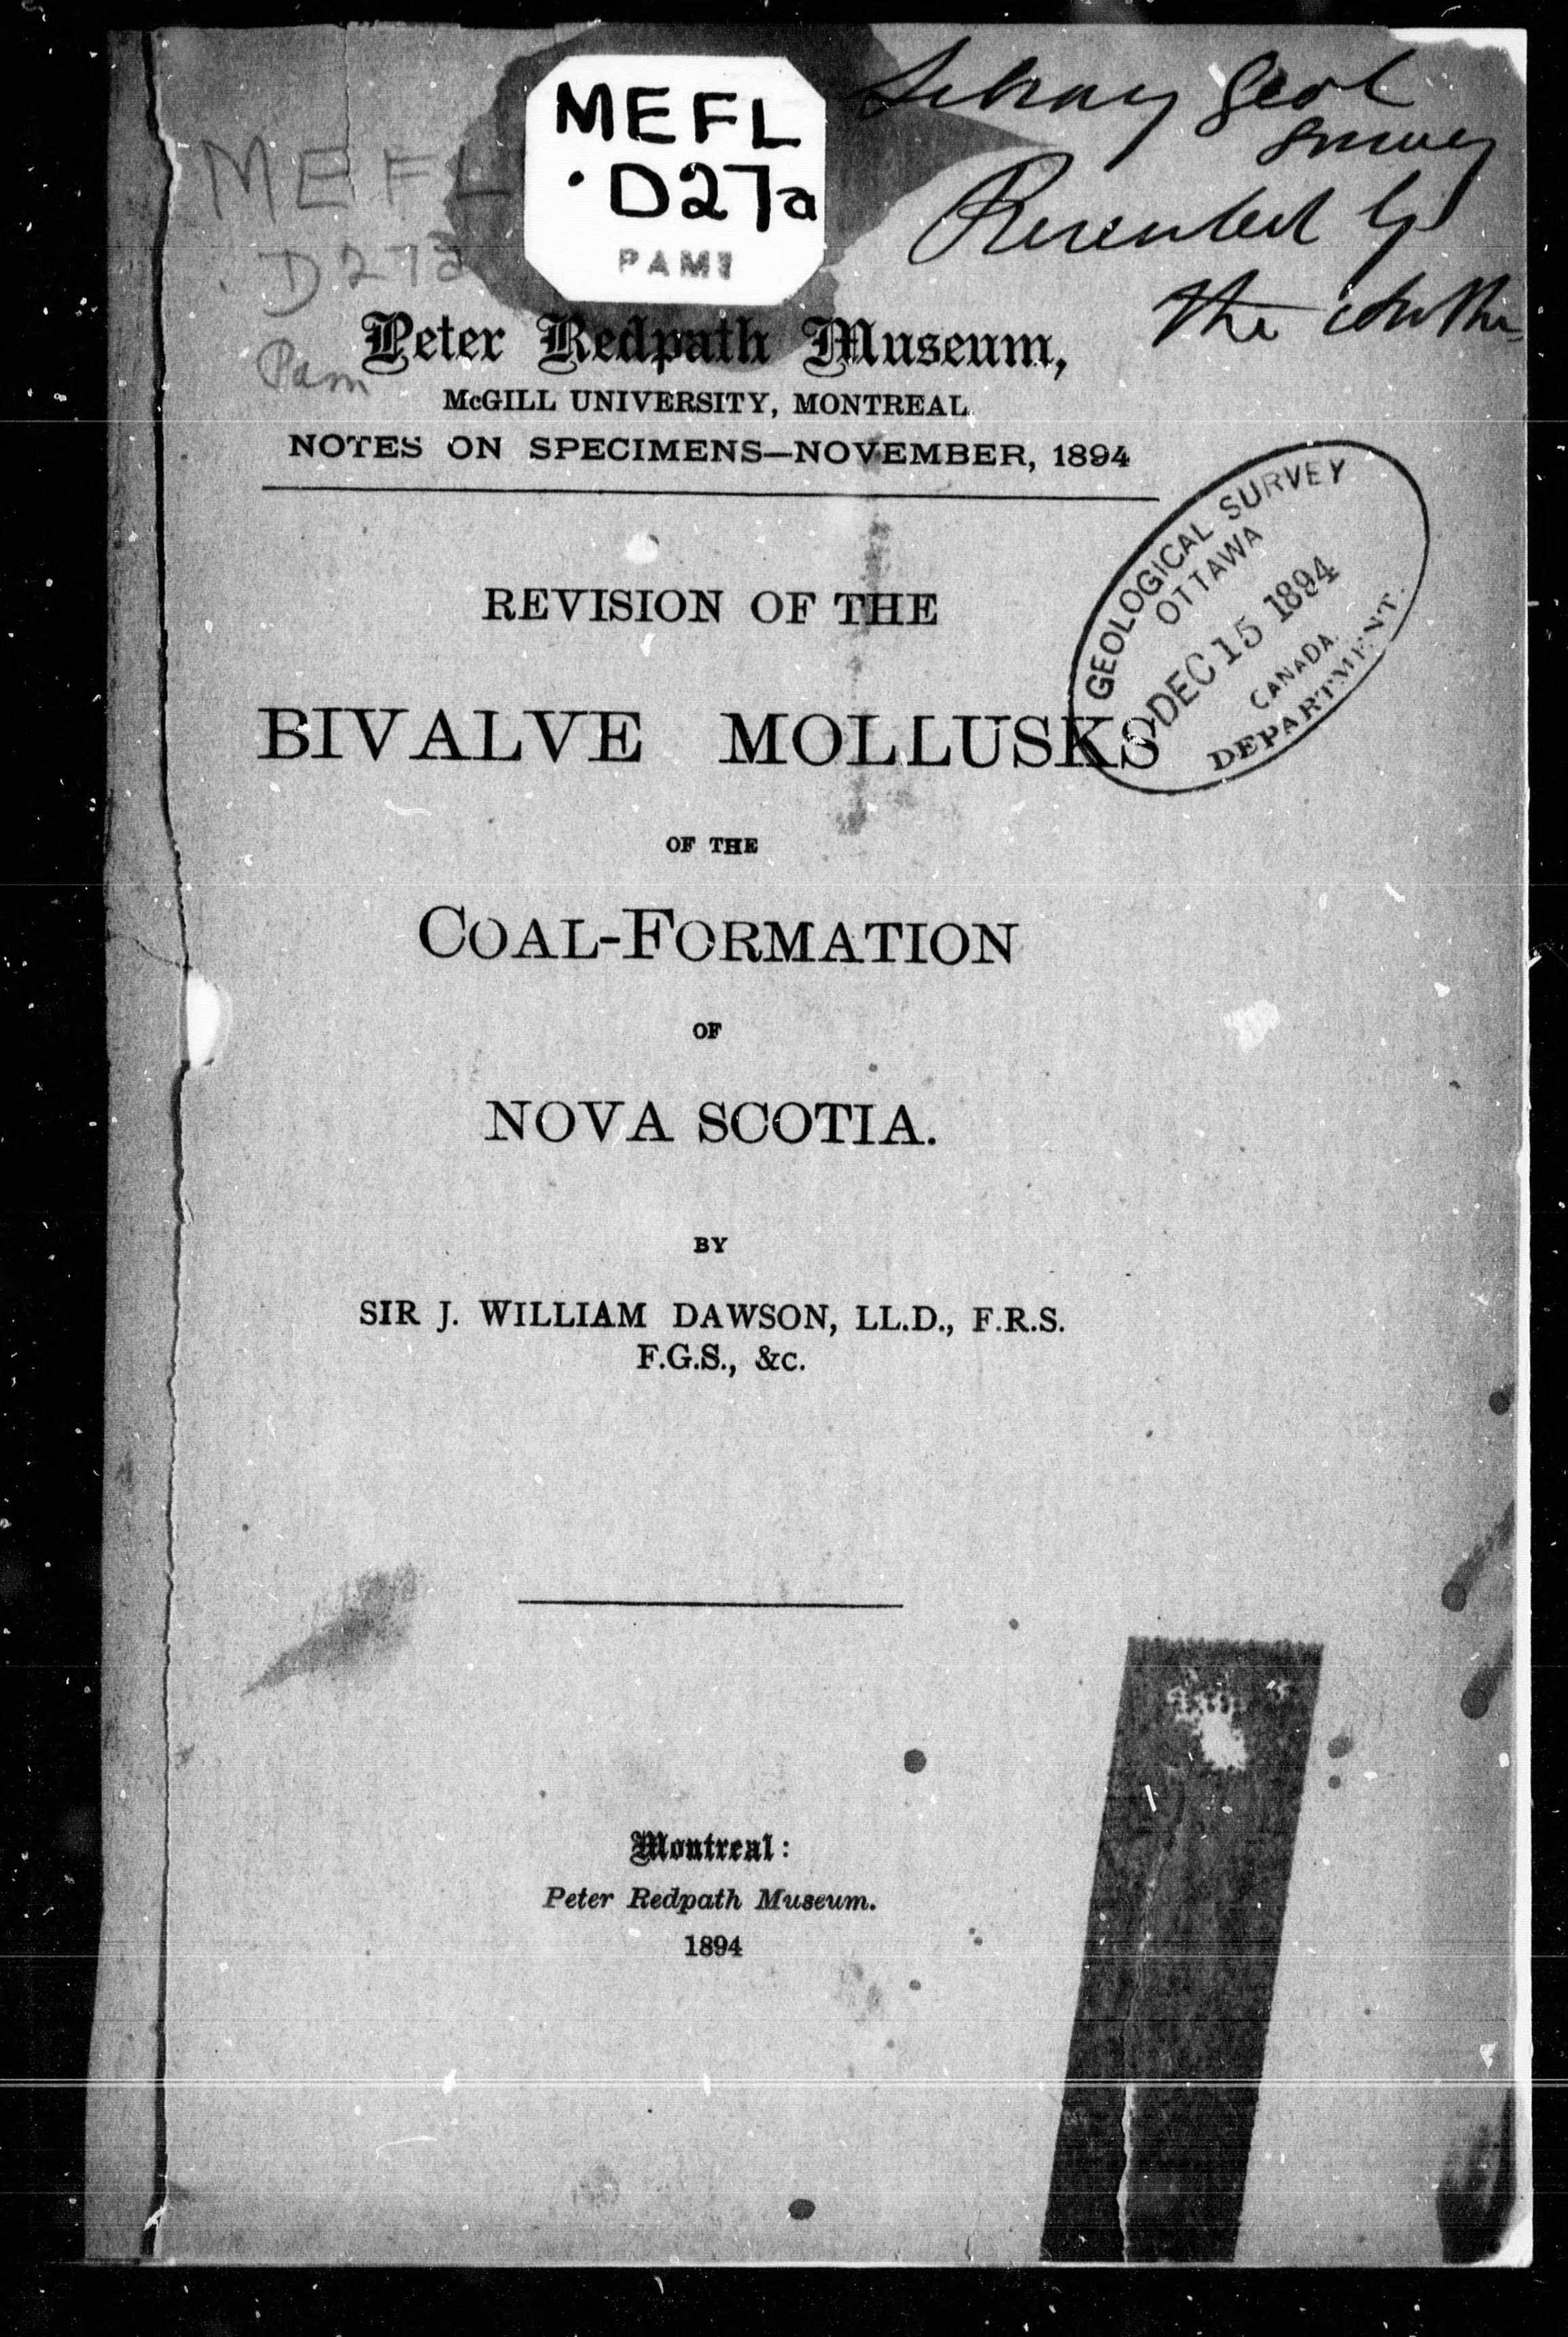 MEFL
.D27a
PAM!
Library Geol
Survey
Presented by
the Author
MEFL
.D27a
Pam
Peter Redpath Museum,
McGILL UNIVERSITY, MONTREAL.
NOTES ON SPECIMENS—NOVEMBER, 1894
GEOLOGICAL SURVEY
OTTAWA
DEC 15 1894
CANADA.
DEPARTMENT.
REVISION OF THE
BIVALVE MOLLUSKS
OF THE
COAL-FORMATION
OF
NOVA SCOTIA.
BY
SIR J. WILLIAM DAWSON, LL.D., F.R.S.
F.G.S., &c.
Montreal:
Peter Redpath Museum.
1894